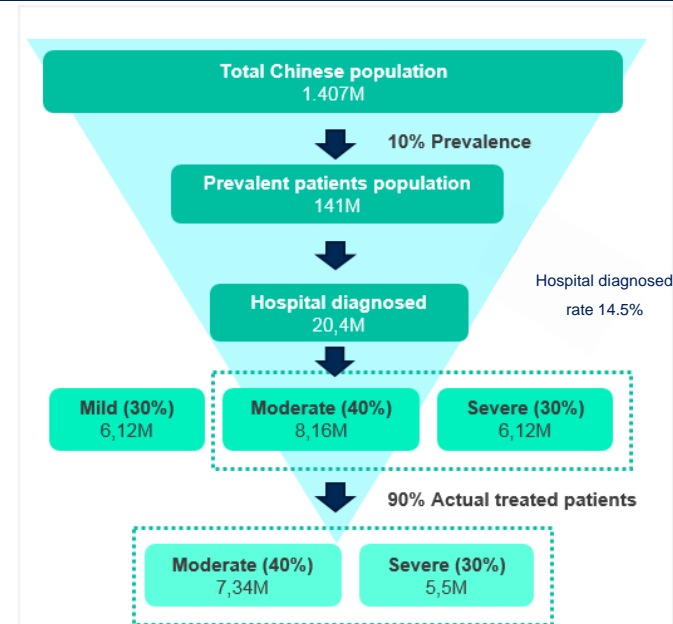 Total Chinese population
1.407M
10% Prevalence
Prevalent patients population
141M
Hospital diagnosed
rate 14.5%
Hospital diagnosed
20,4M
Mild (30%)
6,12M
Moderate (40%)
8,16M
Severe (30%)
6,12M
90% Actual treated patients
Moderate (40%)
7,34M
Severe (30%)
5,5M